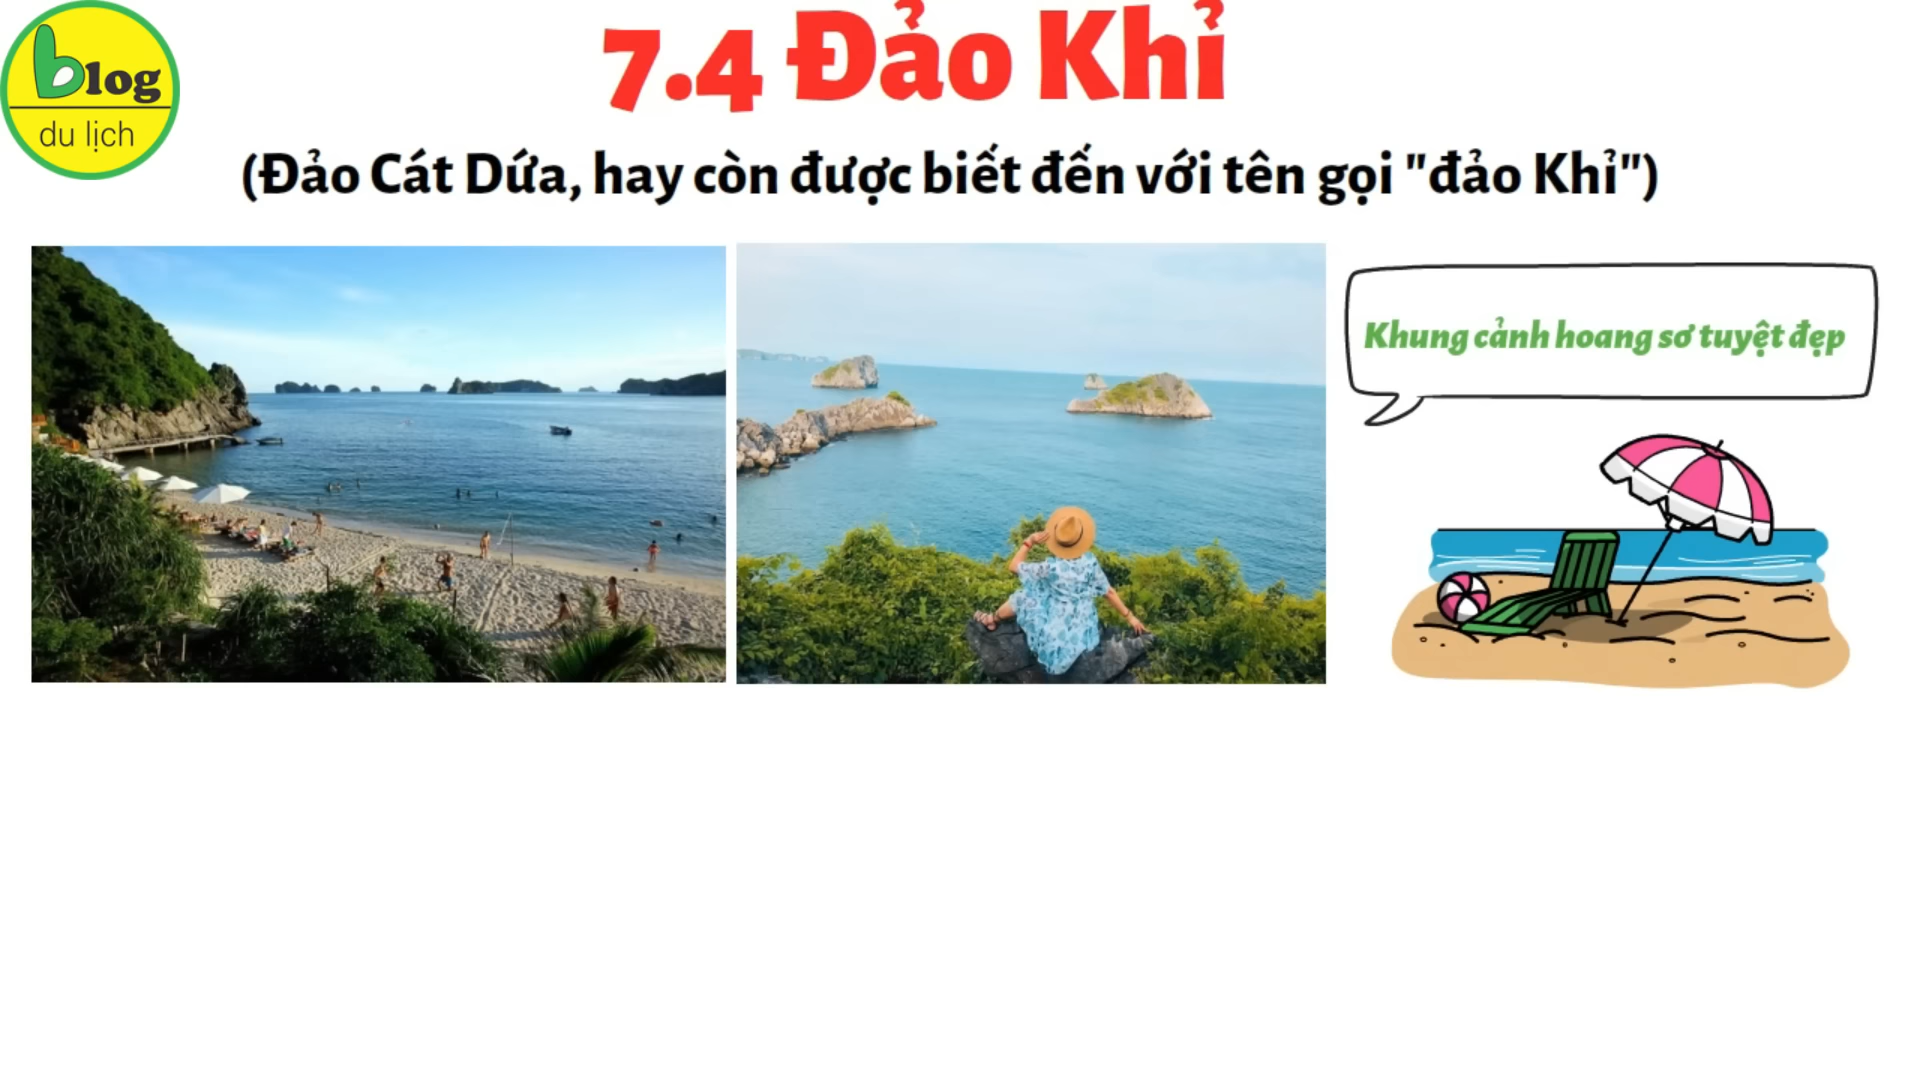 blog
du lịch
7.4 Đảo Khỉ
(Đảo Cát Dứa, hay còn được biết đến với tên gọi "đảo Khỉ")
Khung cảnh hoang sơ tuyệt đẹp